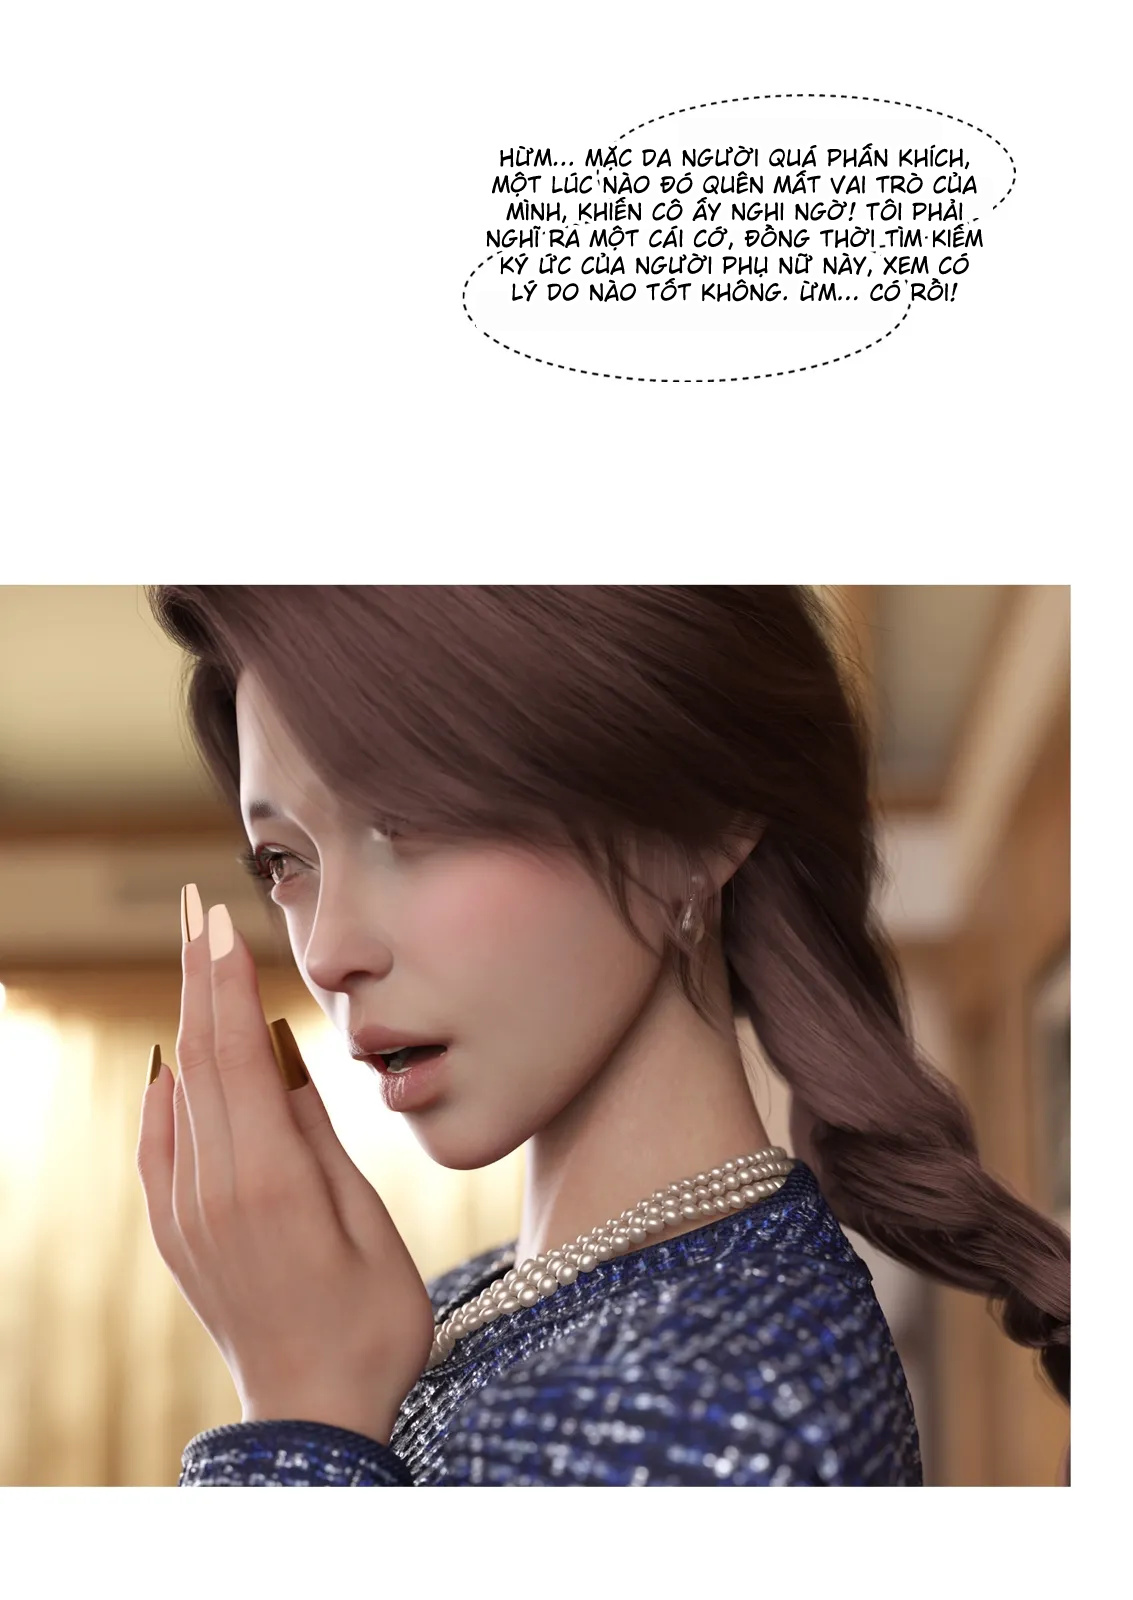 HỪM... MẶC DA NGƯỜI QUÁ PHẤN KHÍCH,
MỘT LÚC NÀO ĐÓ QUÊN MẤT VAI TRÒ CỦA
MÌNH, KHIẾN CÔ ẤY NGHI NGỜ! TÔI PHẢI
NGHĨ RA MỘT CÁI CỚ, ĐỒNG THỜI TÌM KIẾM
KÝ ỨC CỦA NGƯỜI PHỤ NỮ NÀY, XEM CÓ
LÝ DO NÀO TỐT KHÔNG. ỪM... CÓ RỒI!